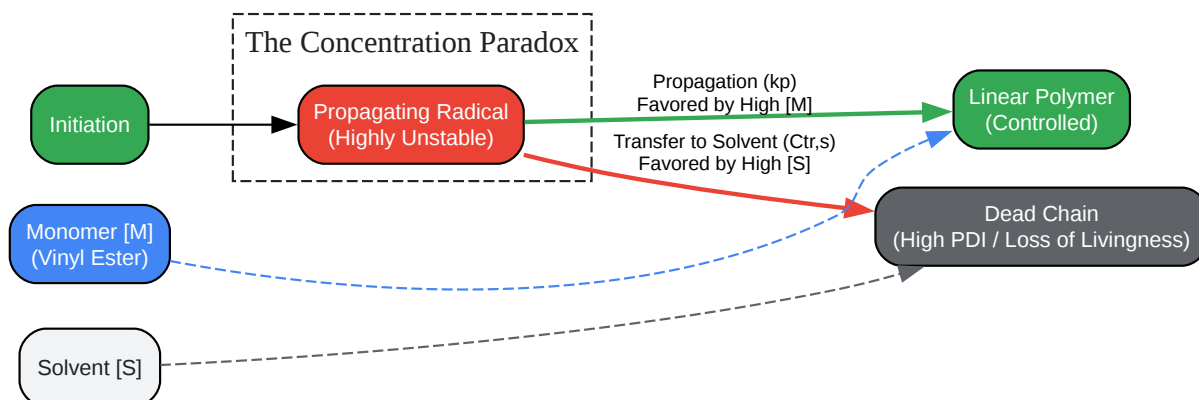 The Concentration Paradox
Initiation
Propagating Radical
(Highly Unstable)
Propagation (kp)
Favored by High [M]
Transfer to Solvent (Ctr,s)
Favored by High [S]
Linear Polymer
(Controlled)
Monomer [M]
(Vinyl Ester)
Dead Chain
(High PDI / Loss of Livingness)
Solvent [S]